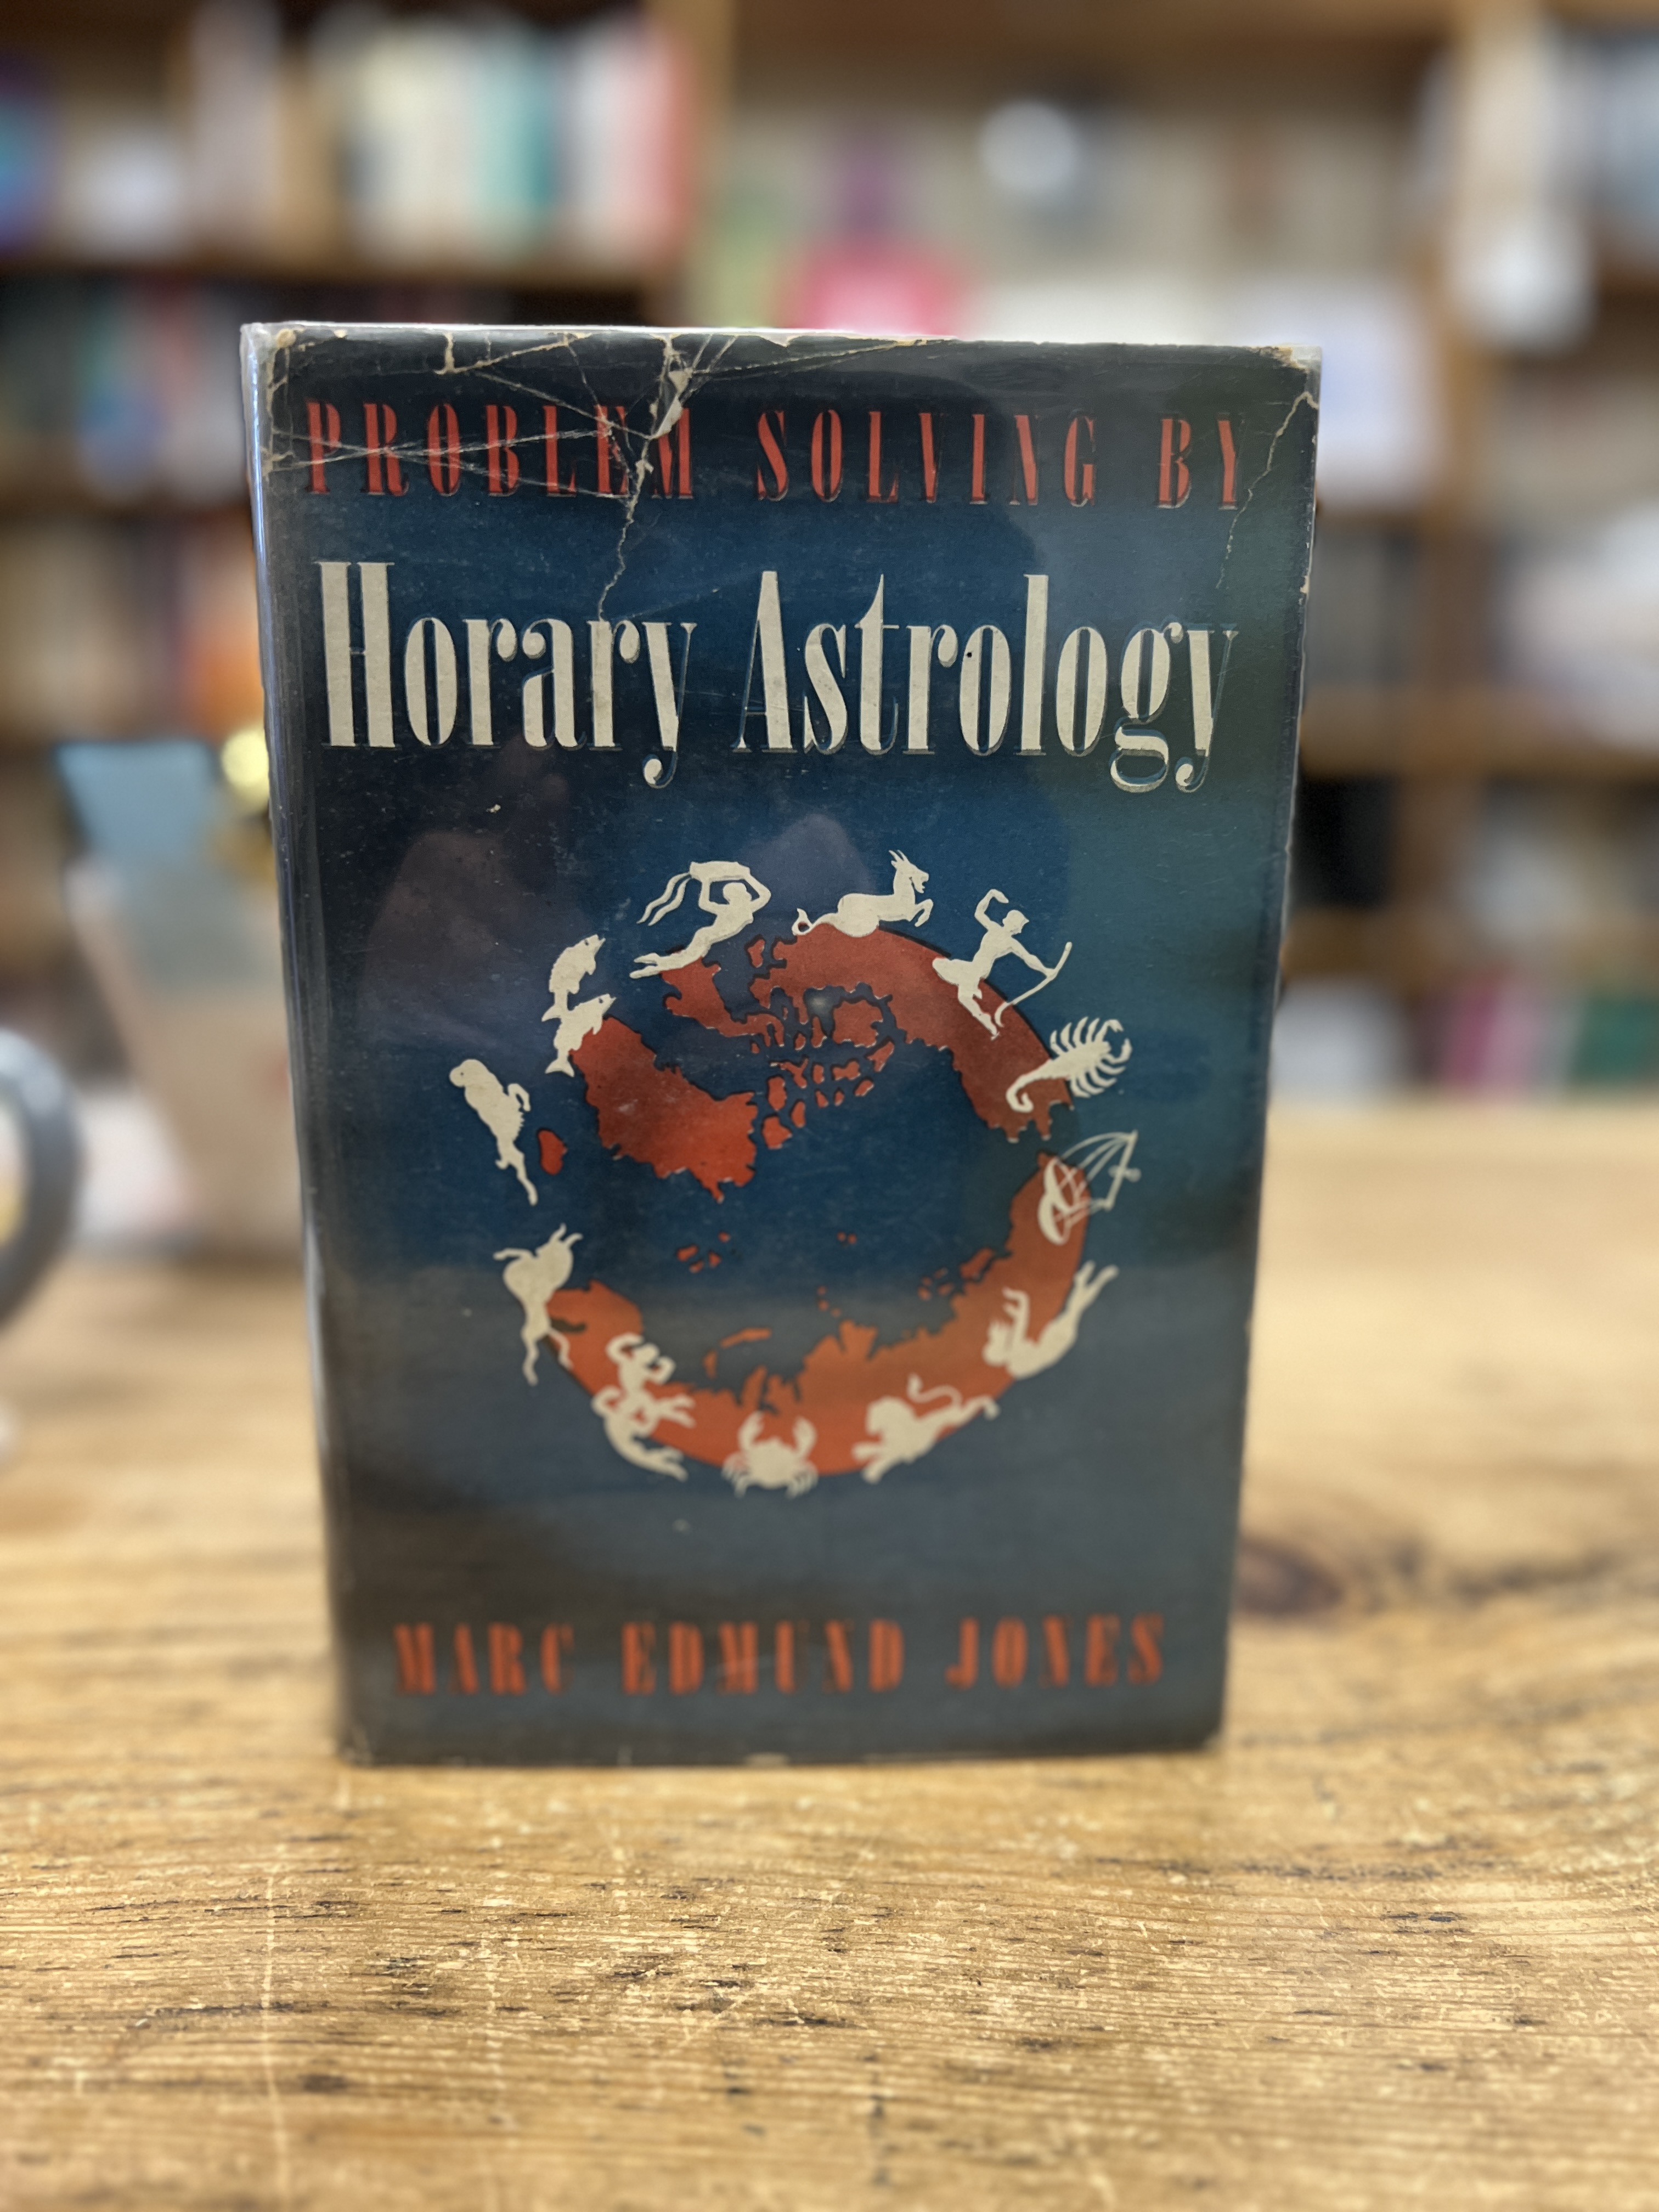 PROBLEM SOLVING BY
Horary Astrology
MARC EDMUND JONES